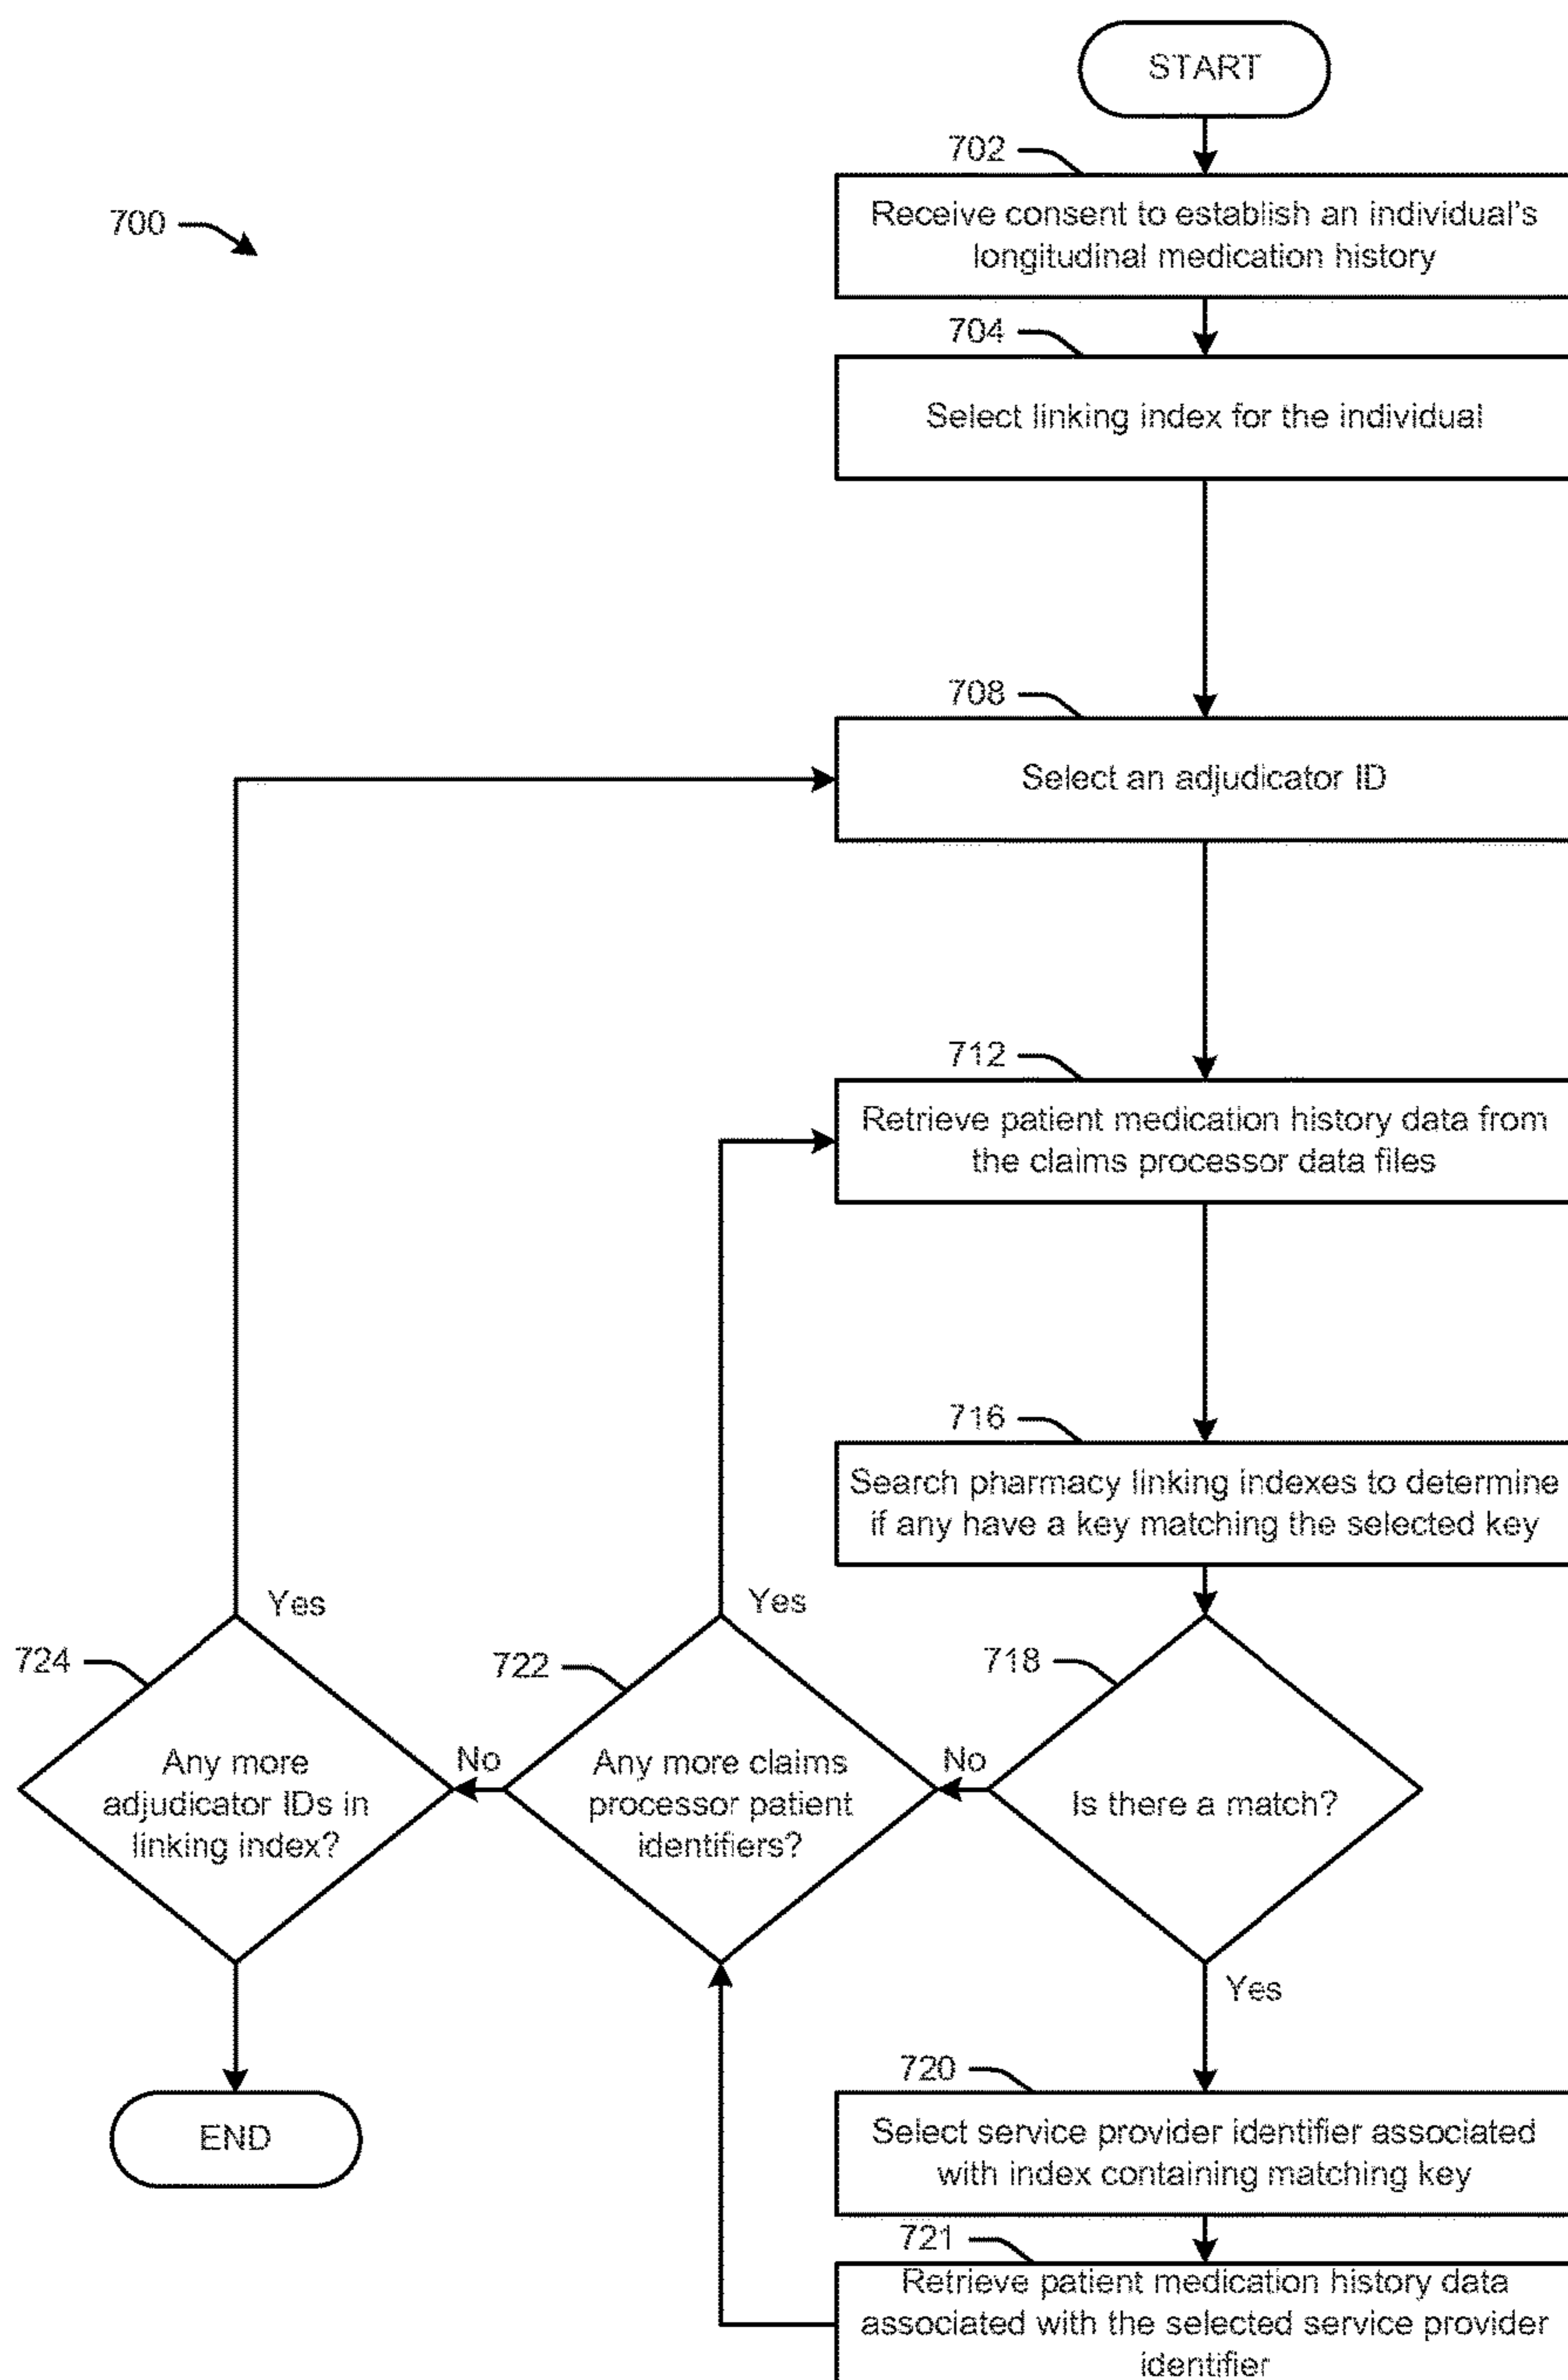 START
702
Receive consent to establish an individual's
longitudinal medication history
700
704
Select linking index for the individual
708
Select an adjudicator ID
712
Retrieve patient medication history data from
the claims processor data files
716
Search pharmacy linking indexes to determine
if any have a key matching the selected key
Yes
Yes
724
722
718
Any more
adjudicator IDs in
linking index?
No
Any more claims
processor patient
identifiers?
No
Is there a match?
Yes
720
Select service provider identifier associated
with index containing matching key
END
721
Retrieve patient medication history data
associated with the selected service provider
identifier